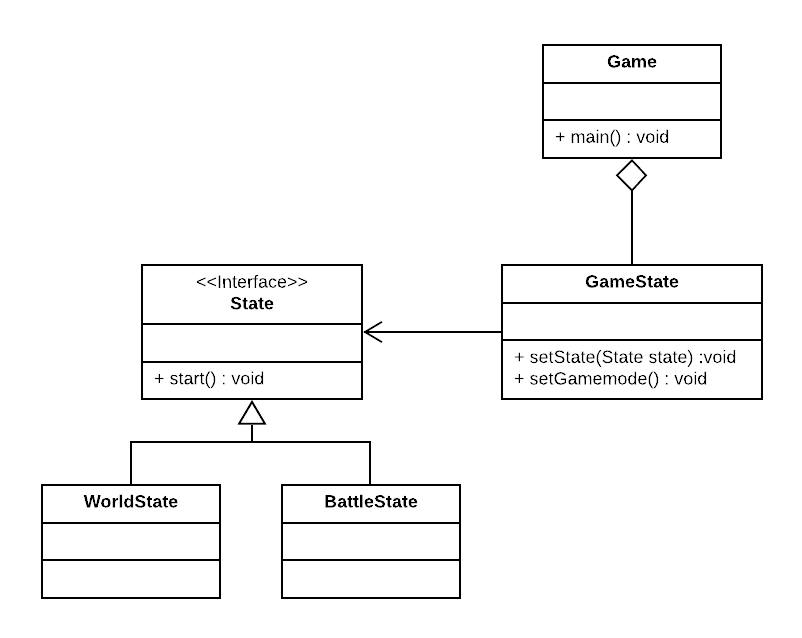 Game
+ main() : void
<<Interface>>
State
+ start() : void
GameState
+ setState(State state) :void
+ setGamemode() : void
WorldState
BattleState